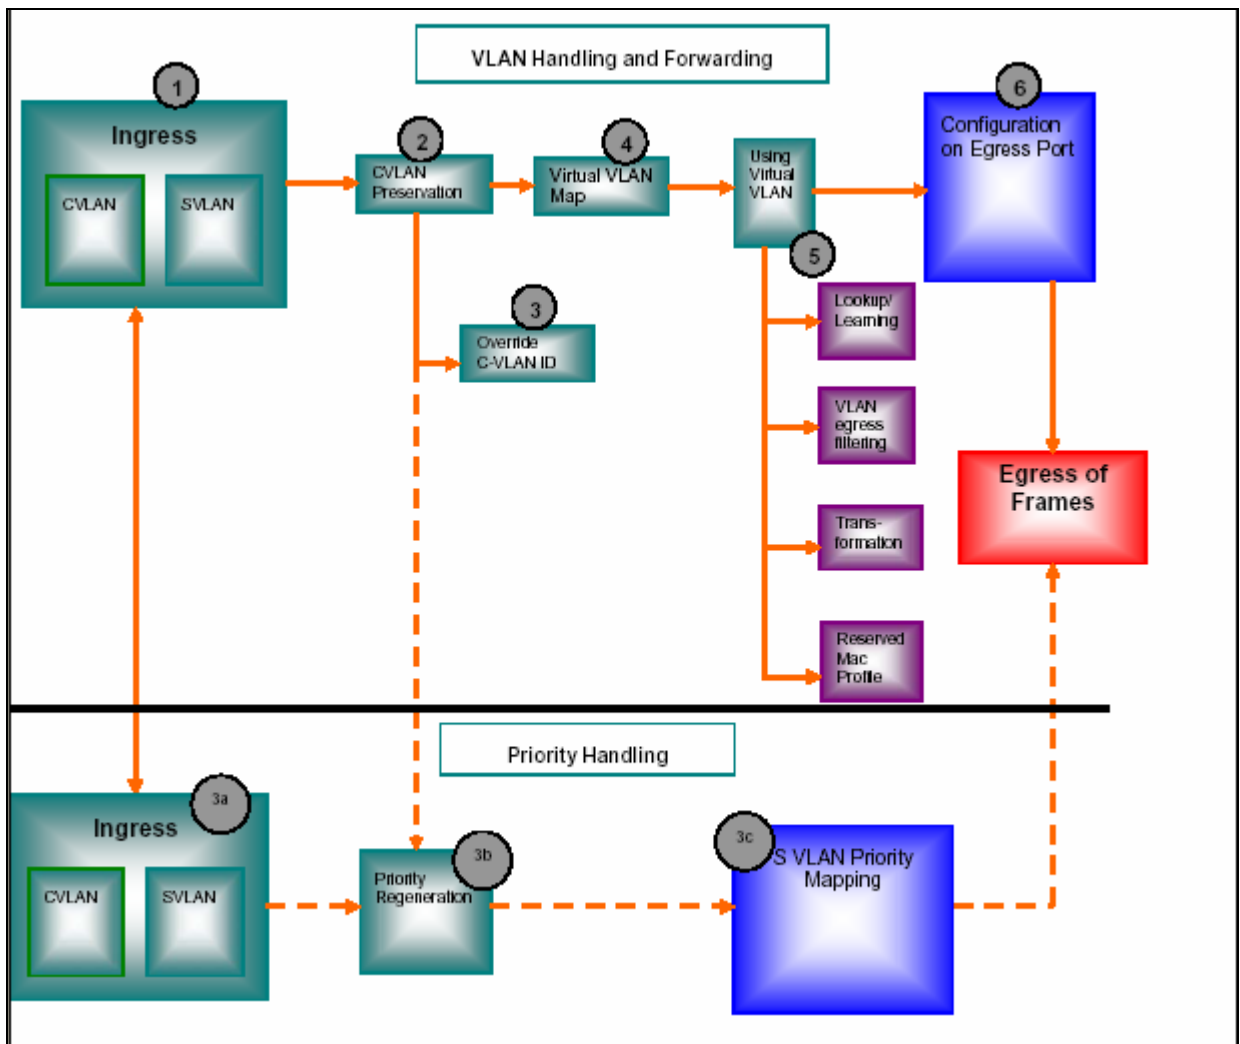 VLAN Handling and Forwarding
1
Ingress
CVLAN
SVLAN
2
CVLAN
Preservation
3
Override
C-VLAN ID
4
Virtual VLAN
Map
Using
Virtual
VLAN
5
Lookup/
Learning
VLAN
egress
filtering
Trans-
formation
Reserved
Mac
Profile
6
Configuration
on Egress Port
Egress of
Frames
Priority Handling
3a
Ingress
CVLAN
SVLAN
3b
Priority
Regeneration
3c
S VLAN Priority
Mapping